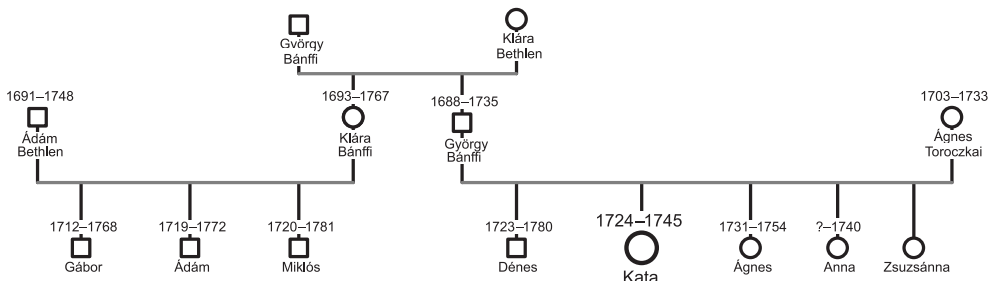 György
Bánffi
Klára
Bethlen
1691–1748
Ádám
Bethlen
1693–1767
Klára
Bánffi
1688–1735
György
Bánffi
1703–1733
Ágnes
Toroczkai
1712–1768
Gábor
1719–1772
Ádám
1720–1781
Miklós
1723–1780
Dénes
1724–1745
Kata
1731–1754
Ágnes
?–1740
Anna
Zsuzsánna